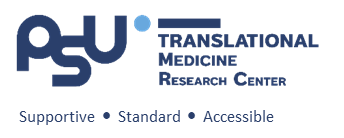 PSU TRANSLATIONAL
MEDICINE
RESEARCH CENTER
Supportive • Standard • Accessible